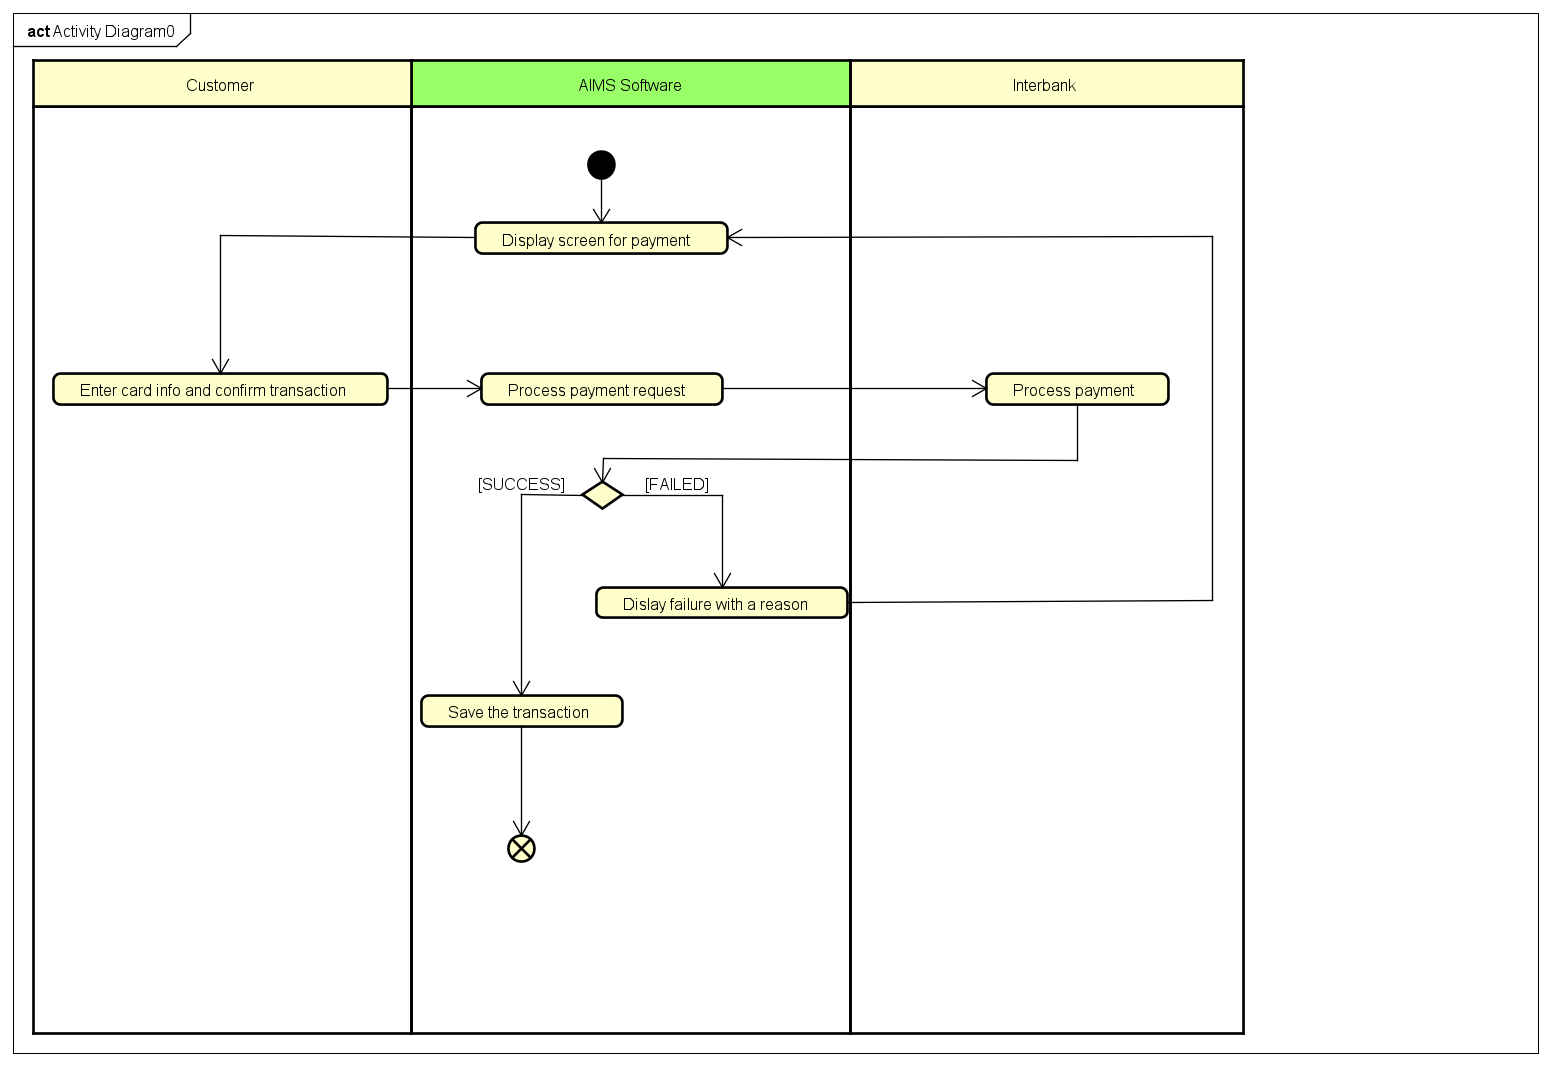 act Activity Diagram0
Customer
AIMS Software
Interbank
Display screen for payment
Enter card info and confirm transaction
Process payment request
Process payment
[SUCCESS]
[FAILED]
Dislay failure with a reason
Save the transaction